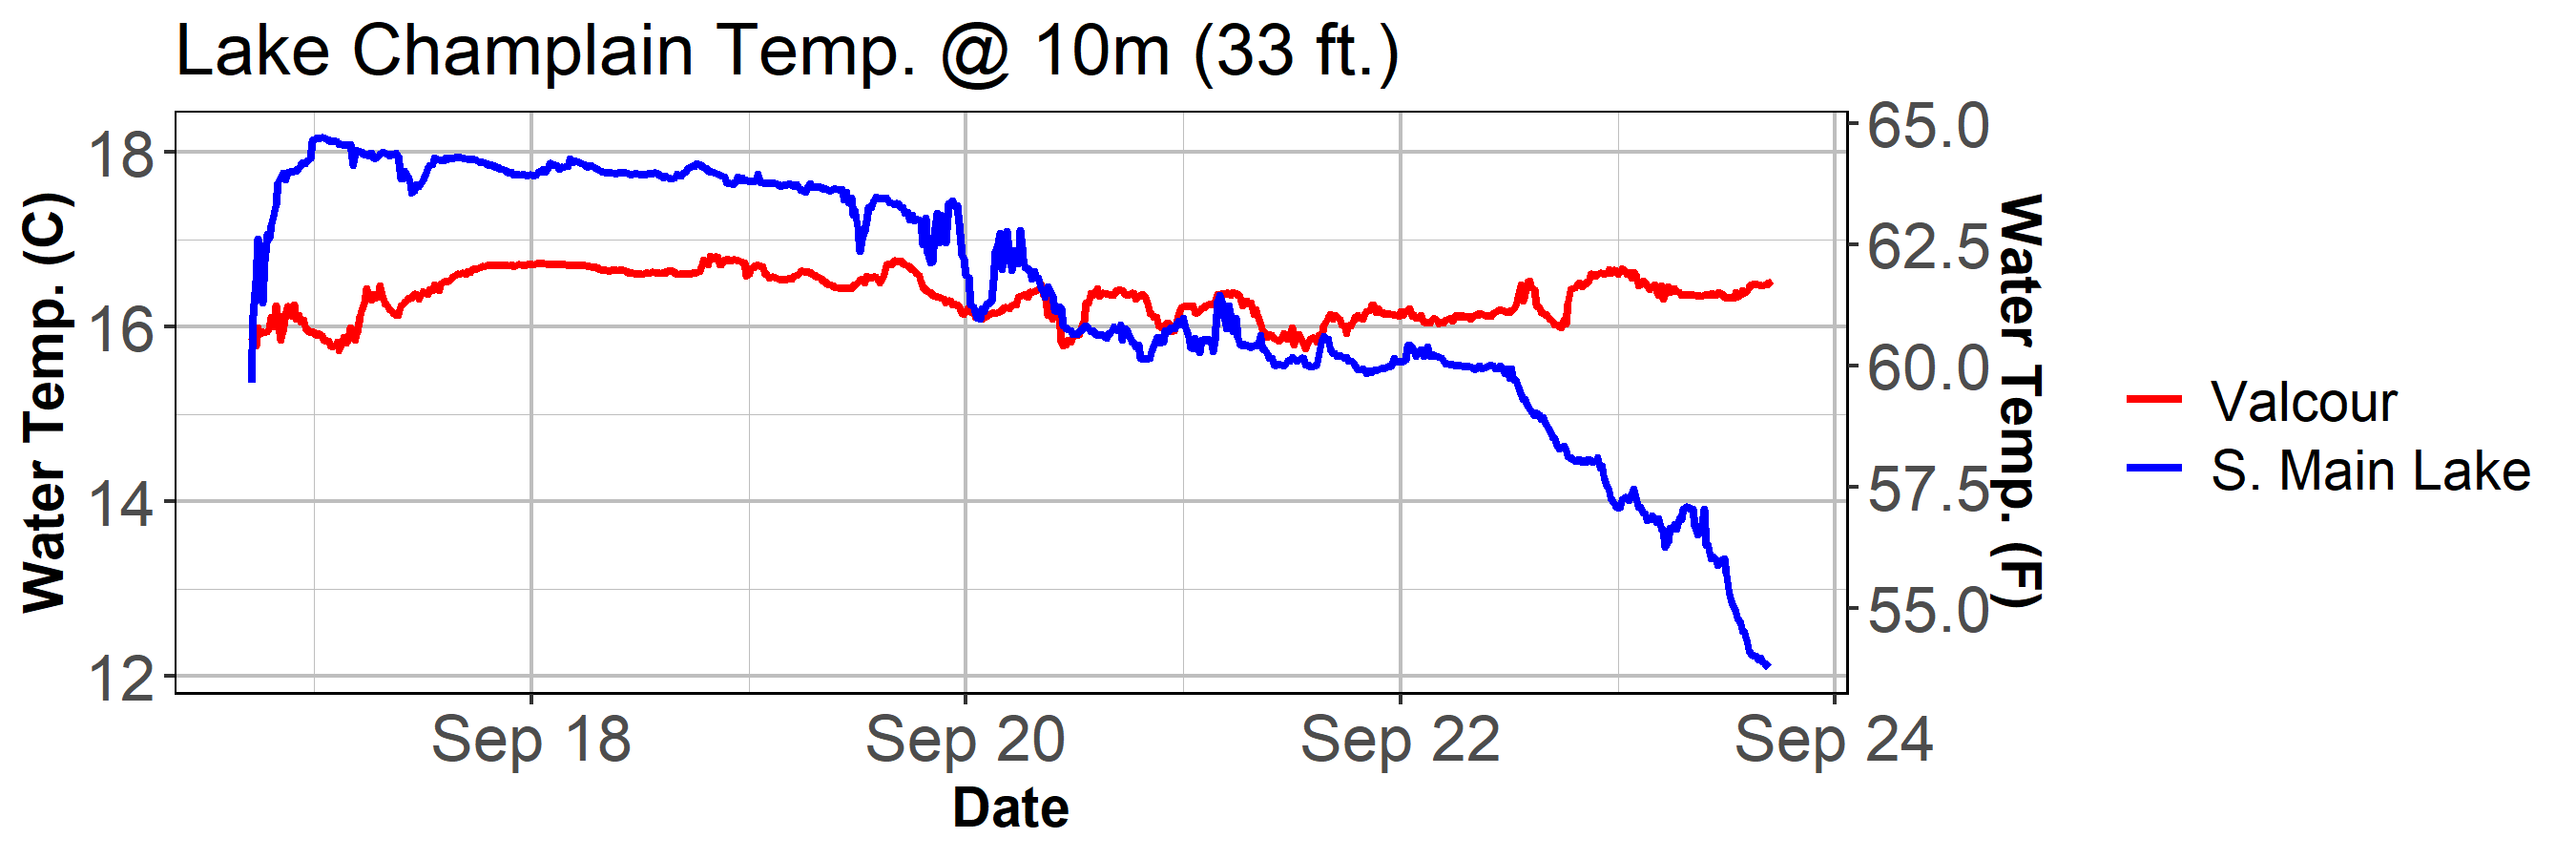 Lake Champlain Temp. @ 10m (33 ft.)
Water Temp. (C)
18
16
14
12
65.0
62.5
60.0
57.5
55.0
Water Temp. (F)
Sep 18
Sep 20
Sep 22
Sep 24
Date
Valcour
S. Main Lake